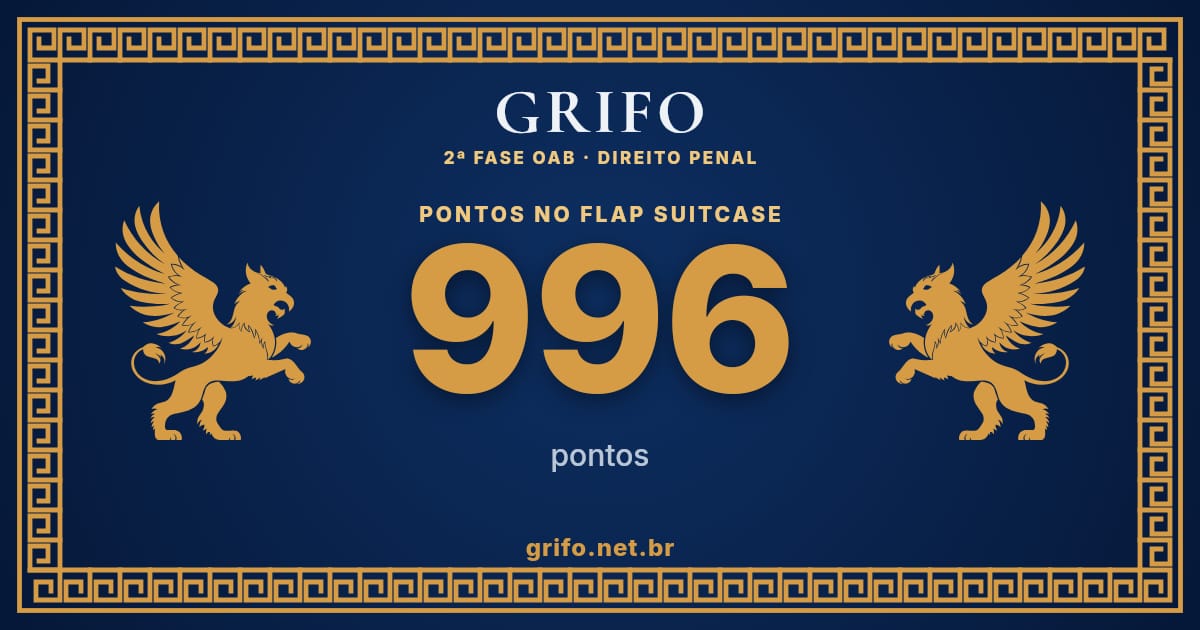 GRIFO
2ª FASE OAB · DIREITO PENAL
PONTOS NO FLAP SUITCASE
996
pontos
grifo.net.br